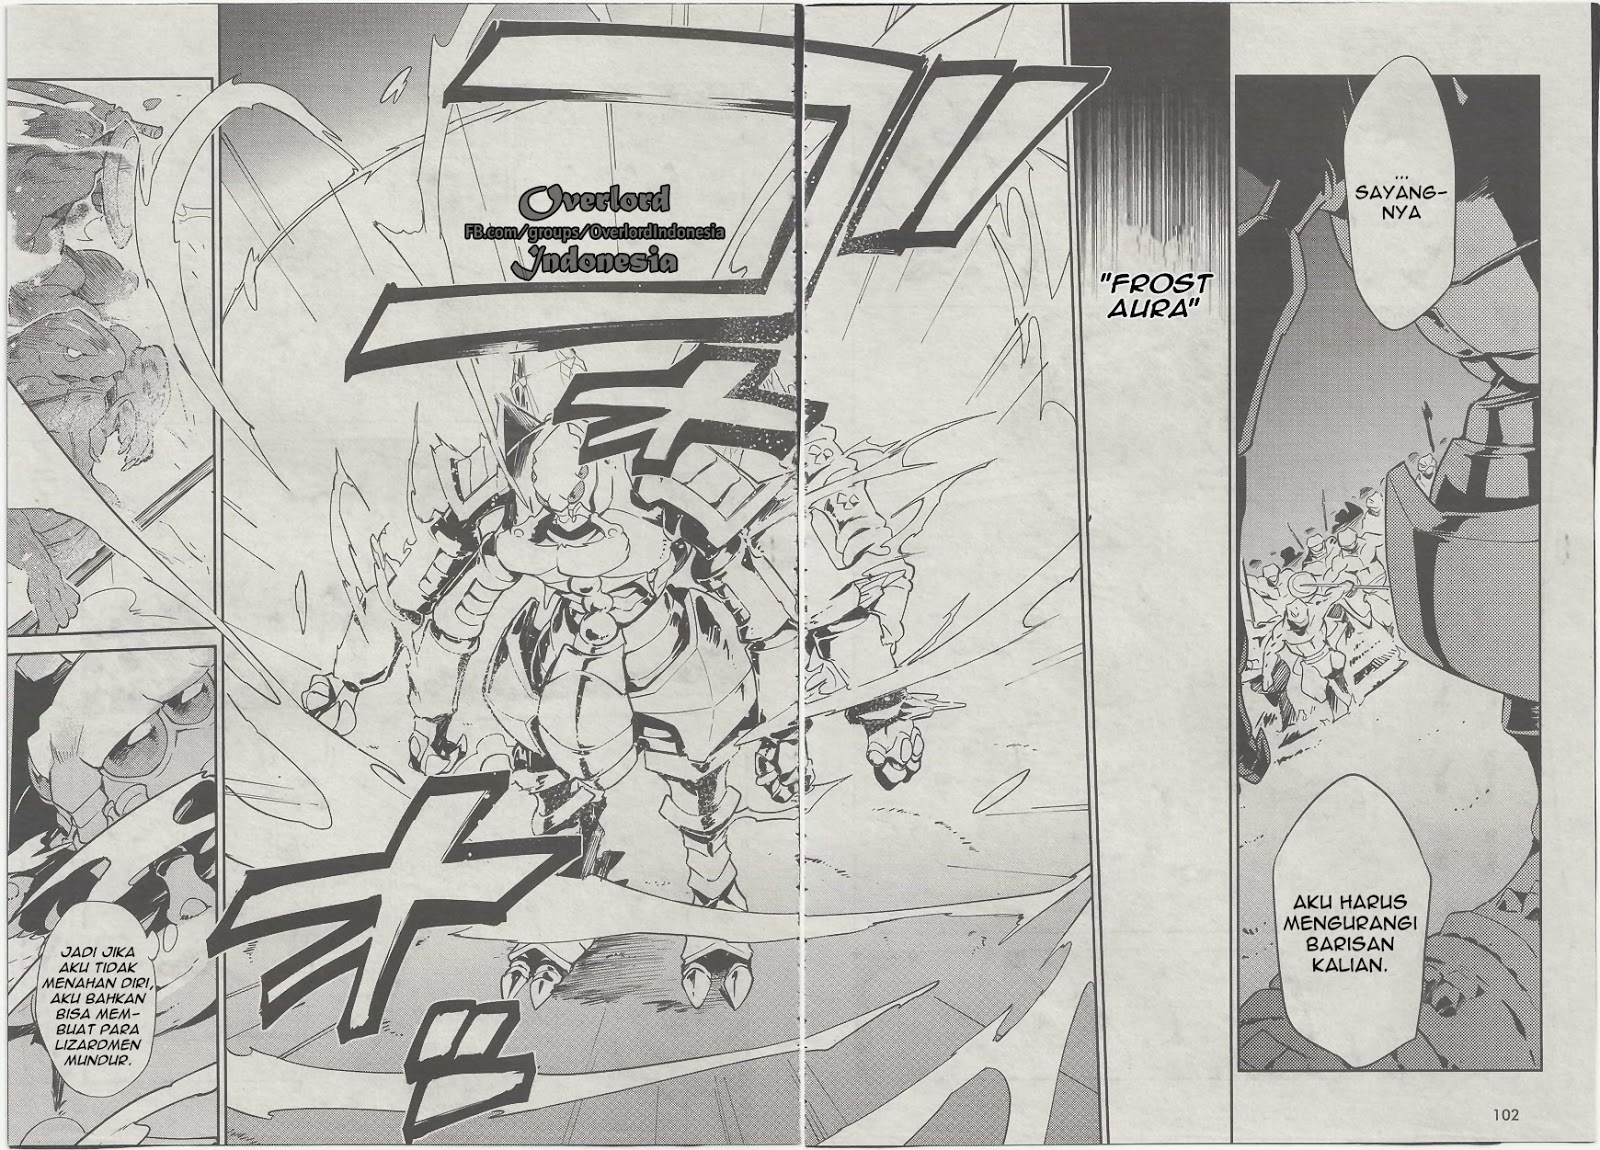 ...
SAYANG-
NYA
AKU HARUS
MENGURANGI
BARISAN
KALIAN.
"FROST
AURA"
Overlord
FB.com/groups/OverlordIndonesia
Indonesia
JADI JIKA
AKU TIDAK
MENAHAN DIRI,
AKU BAHKAN
BISA MEM-
BUAT PARA
LIZARDMEN
MUNDUR.
102